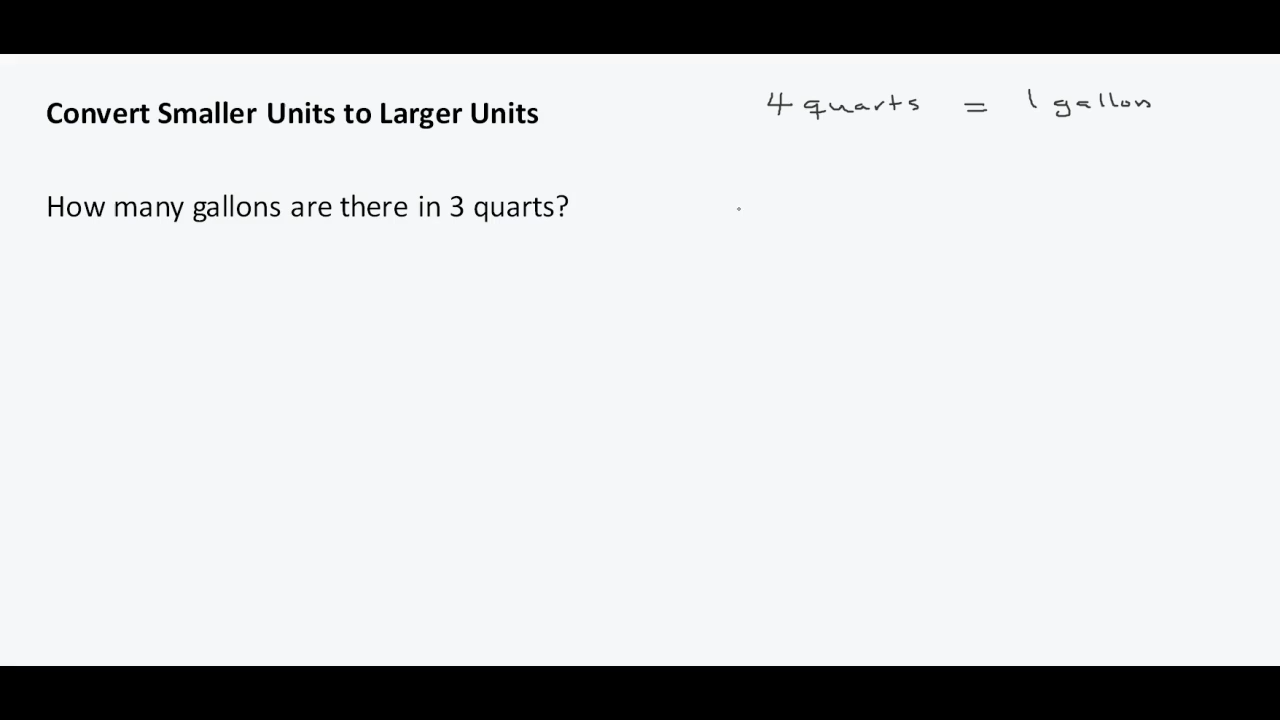 Convert Smaller Units to Larger Units
4 quarts = 1 gallon
How many gallons are there in 3 quarts?